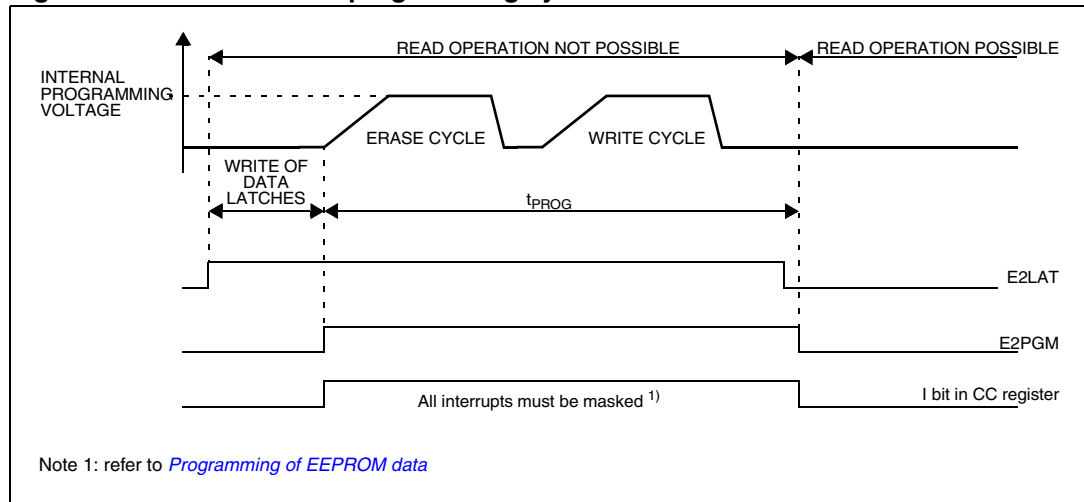 READ OPERATION NOT POSSIBLE
READ OPERATION POSSIBLE
INTERNAL
PROGRAMMING
VOLTAGE
ERASE CYCLE
WRITE CYCLE
WRITE OF
DATA
LATCHES
tPROG
E2LAT
E2PGM
All interrupts must be masked 1)
I bit in CC register
Note 1: refer to Programming of EEPROM data